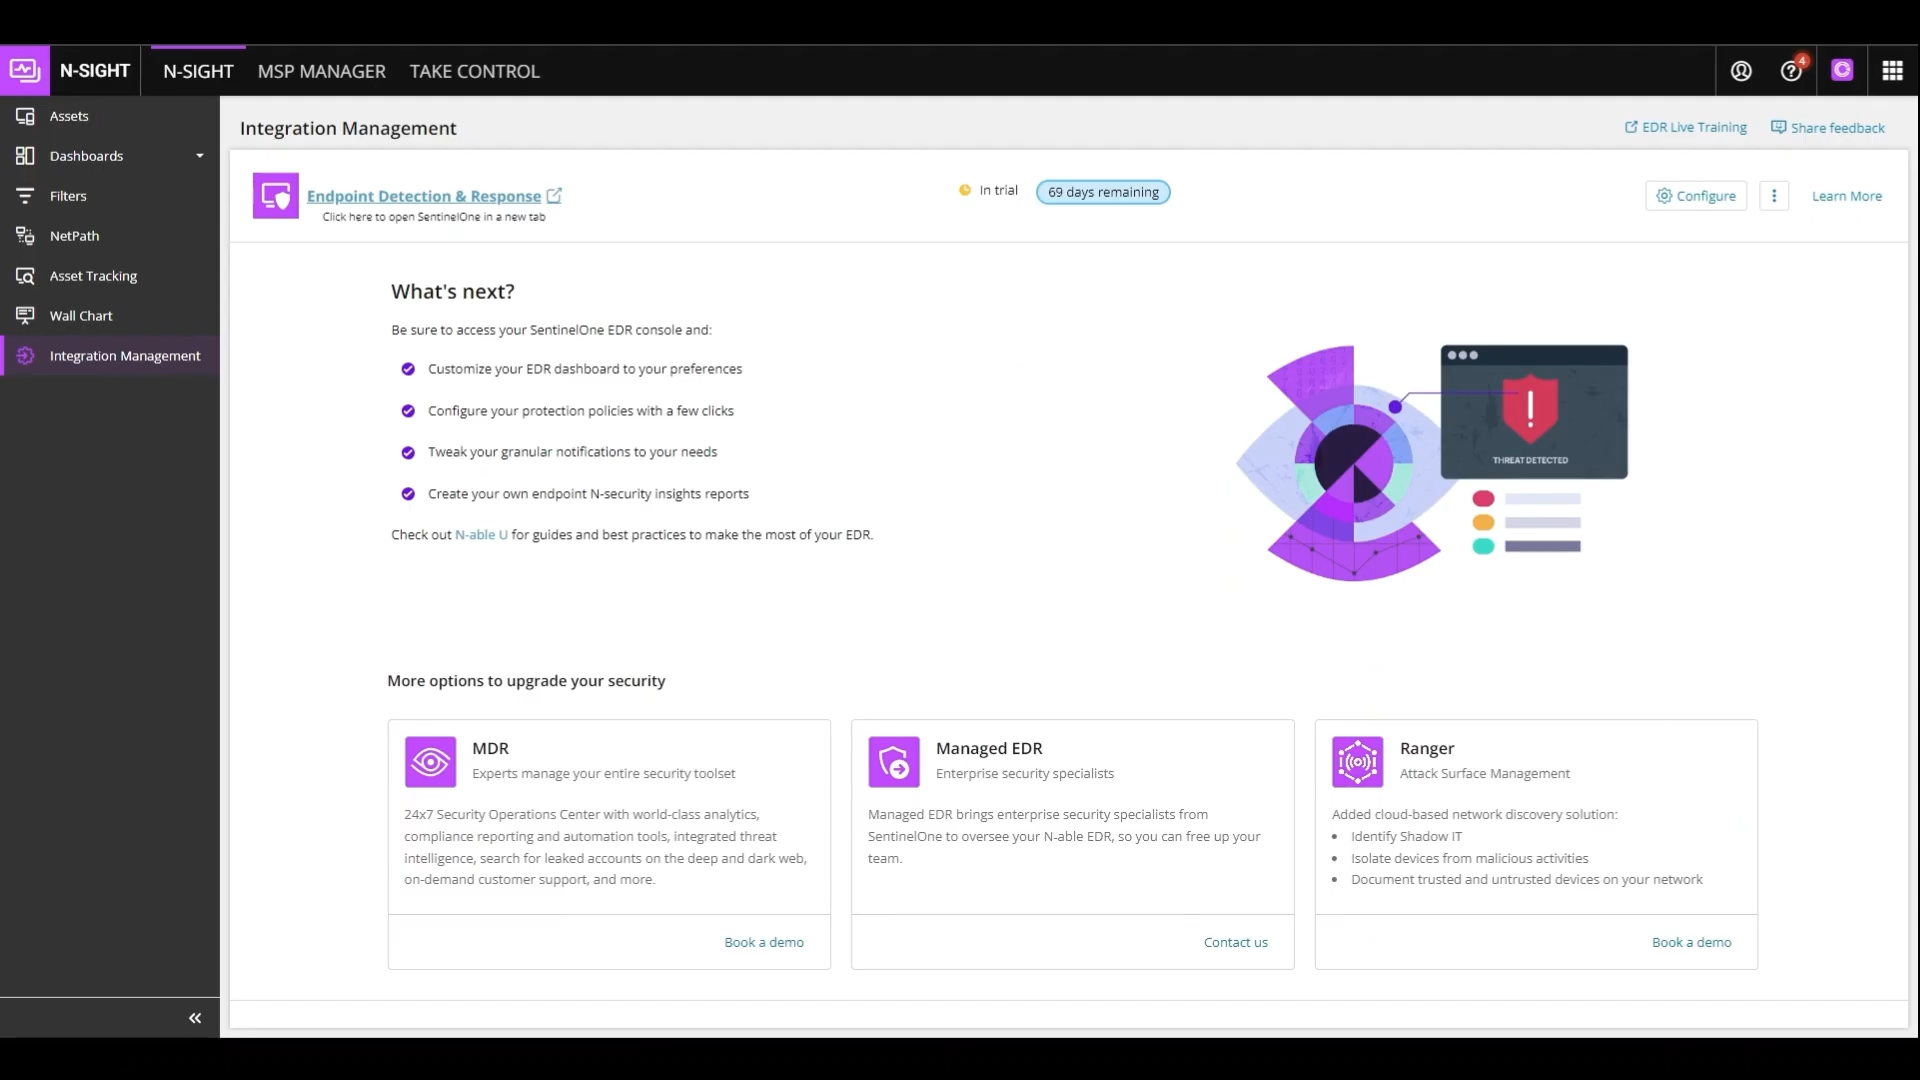 N-SIGHT
N-SIGHT MSP MANAGER TAKE CONTROL
4
Assets
Dashboards
Filters
NetPath
Asset Tracking
Wall Chart
Integration Management
Integration Management
EDR Live Training
Share feedback
Endpoint Detection & Response
Click here to open SentinelOne in a new tab
In trial
69 days remaining
Configure
Learn More
What's next?
Be sure to access your SentinelOne EDR console and:
Customize your EDR dashboard to your preferences
Configure your protection policies with a few clicks
Tweak your granular notifications to your needs
Create your own endpoint N-security insights reports
Check out N-able U for guides and best practices to make the most of your EDR.
THREAT DETECTED
More options to upgrade your security
MDR
Experts manage your entire security toolset
24x7 Security Operations Center with world-class analytics,
compliance reporting and automation tools, integrated threat
intelligence, search for leaked accounts on the deep and dark web,
on-demand customer support, and more.
Book a demo
Managed EDR
Enterprise security specialists
Managed EDR brings enterprise security specialists from
SentinelOne to oversee your N-able EDR, so you can free up your
team.
Contact us
Ranger
Attack Surface Management
Added cloud-based network discovery solution:
• Identify Shadow IT
• Isolate devices from malicious activities
• Document trusted and untrusted devices on your network
Book a demo